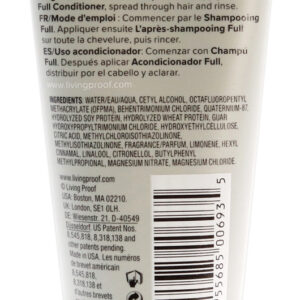 Full Conditioner, spread through hair and rinse.
FR/Mode d'emploi : Commencer par le Shampooing
Full. Appliquer ensuite L'après-shampooing Full
sur toute la chevelure, puis rincer.
ES/Uso acondicionador: Comenzar con Champú
Full. Después aplicar Acondicionador Full,
distribuir por el cabello y aclarar.
www.livingproof.com
INGREDIENTS: WATER/EAU/AQUA, CETYL ALCOHOL, OCTAFLUOROPENTYL
METHACRYLATE (OFPMA), BEHENTRIMONIUM CHLORIDE, QUATERNIUM-87,
HYDROLYZED SOY PROTEIN, HYDROLYZED WHEAT PROTEIN, GUAR
HYDROXYPROPYLTRIMONIUM CHLORIDE, HYDROXYETHYLCELLULOSE,
CITRIC ACID, METHYLCHLOROISOTHIAZOLINONE,
METHYLISOTHIAZOLINONE, FRAGRANCE/PARFUM, LIMONENE, HEXYL
CINNAMAL, LINALOOL, CITRONELLOL, BUTYLPHENYL
METHYLPROPIONAL, MAGNESIUM NITRATE, MAGNESIUM CHLORIDE.
www.livingproof.com
© Living Proof
USA: Boston, MA 02210.
UK: London, SE1 0LH.
DE: Wiesenstr. 21, D-40549
Düsseldorf. US Patent Nos.
8,545,818, 8,318,138 and
other patents pending.
Made in USA. Les numéros
de brevet américain
8,545,818, 8,318,138
et d'autres brevets
55685 00693 5